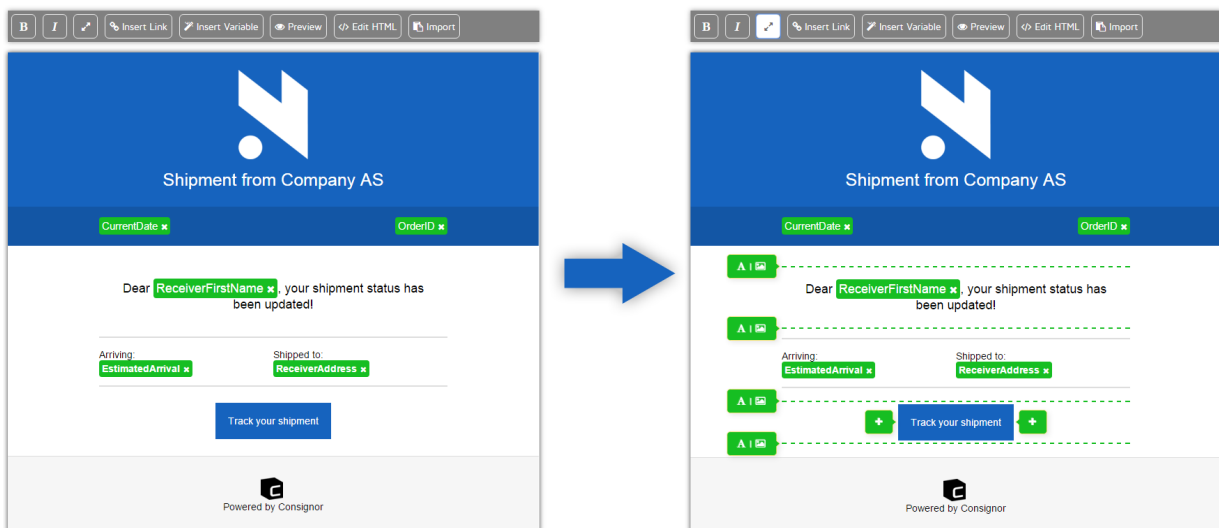 B I Insert Link Insert Variable Preview </> Edit HTML Import
Shipment from Company AS
CurrentDate × OrderID ×
Dear ReceiverFirstName ×, your shipment status has
been updated!
Arriving: Shipped to:
EstimatedArrival × ReceiverAddress ×
Track your shipment
Powered by Consignor
B I Insert Link Insert Variable Preview </> Edit HTML Import
Shipment from Company AS
CurrentDate × OrderID ×
A |
Dear ReceiverFirstName ×, your shipment status has
been updated!
A |
Arriving: Shipped to:
EstimatedArrival × ReceiverAddress ×
A |
+ Track your shipment +
A |
Powered by Consignor